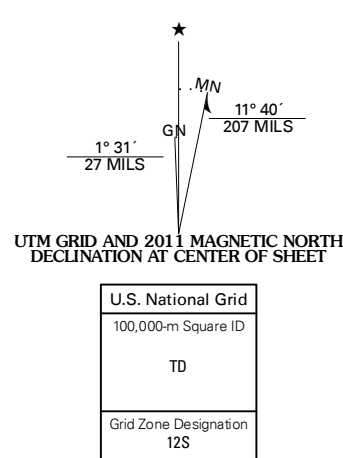 ★
MN
11° 40´
207 MILS
GN
1° 31´
27 MILS
UTM GRID AND 2011 MAGNETIC NORTH
DECLINATION AT CENTER OF SHEET
U.S. National Grid
100,000-m Square ID
TD
Grid Zone Designation
12S